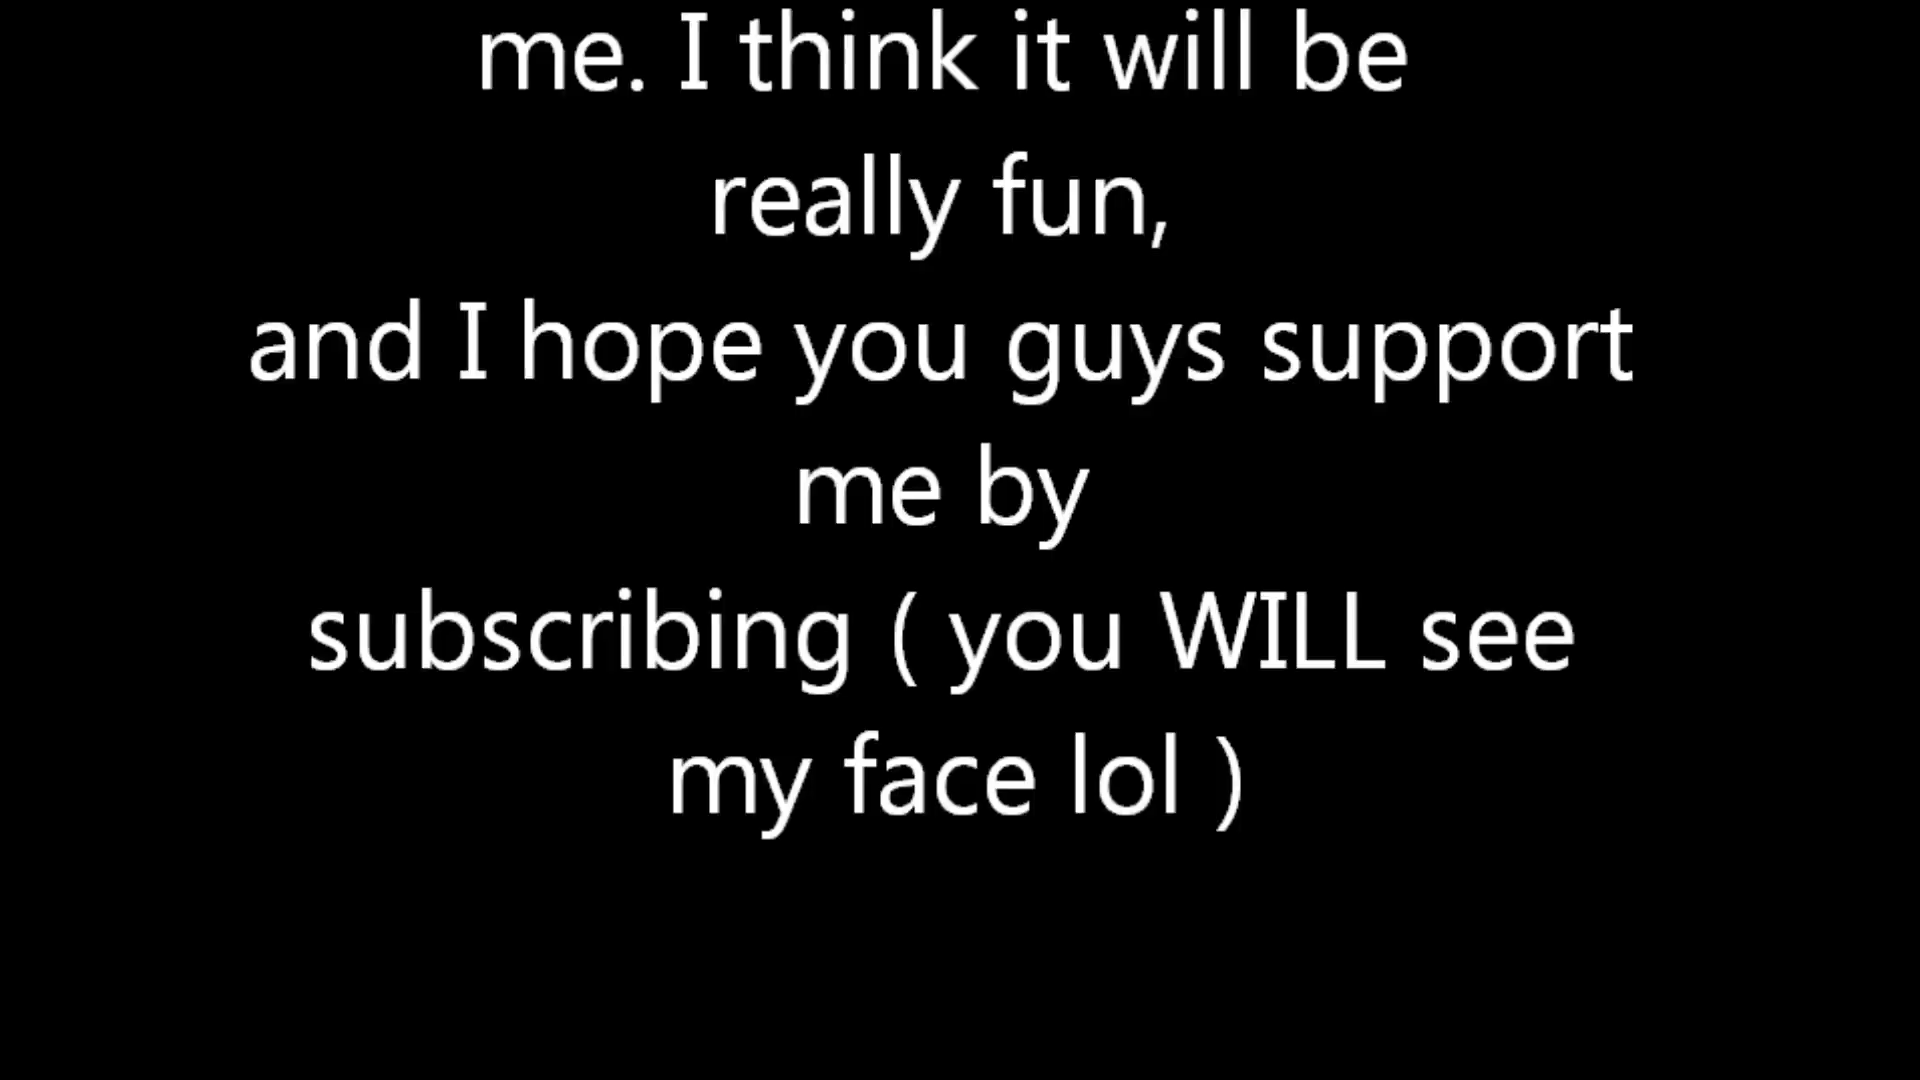 me. I think it will be
really fun,
and I hope you guys support
me by
subscribing ( you WILL see
my face lol )